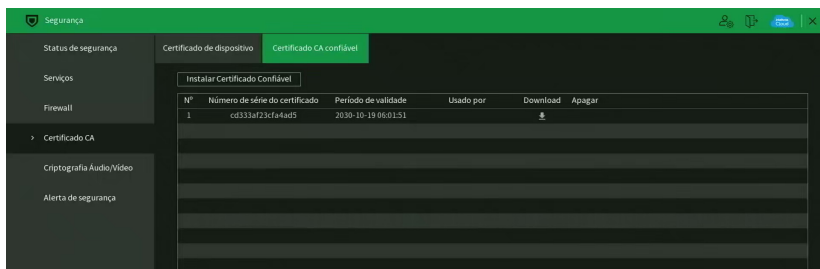 Segurança
Cloud
Status de segurança
Serviços
Firewall
Certificado CA
Criptografia Áudio/Vídeo
Alerta de segurança
Certificado de dispositivo Certificado CA confiável
Instalar Certificado Confiável
Nº Número de série do certificado Período de validade Usado por Download Apagar
1 cd333af23cfa4ad5 2030-10-19 06:01:51